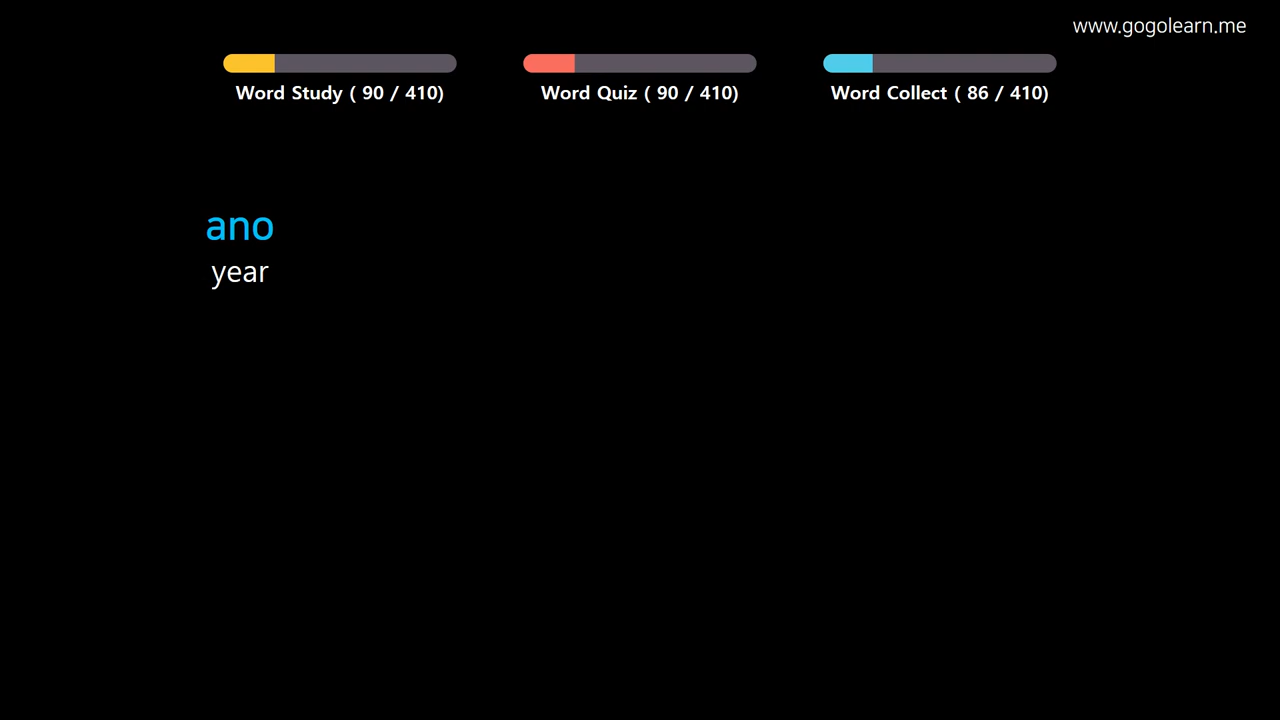 www.gogolearn.me
Word Study ( 90 / 410)
Word Quiz ( 90 / 410)
Word Collect ( 86 / 410)
ano
year